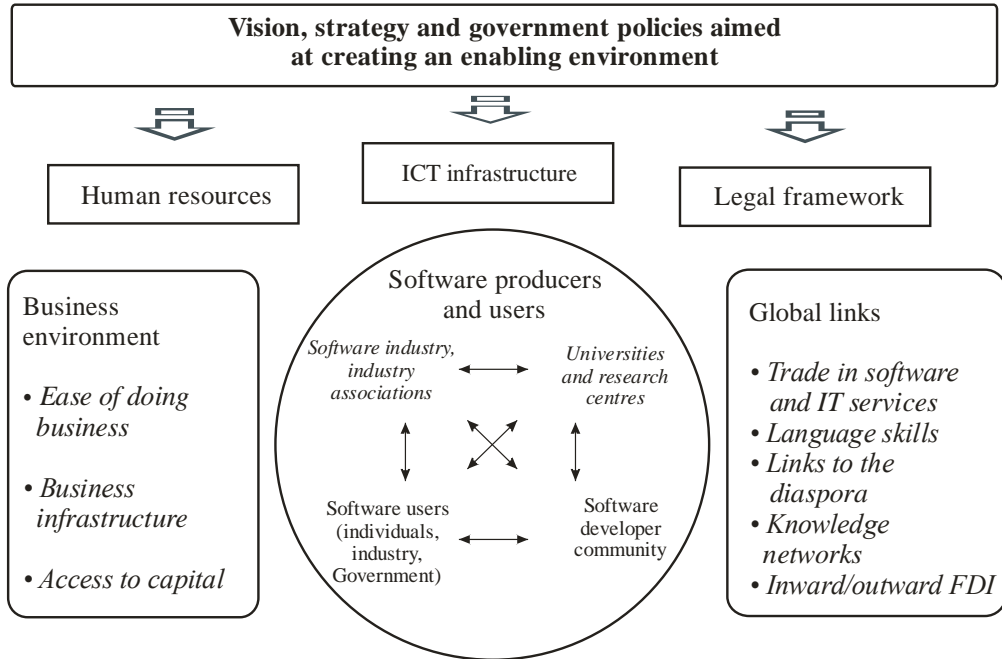 Vision, strategy and government policies aimed
at creating an enabling environment
Human resources
ICT infrastructure
Legal framework
Business
environment
• Ease of doing
business
• Business
infrastructure
• Access to capital
Software producers
and users
Software industry,
industry
associations
Universities
and research
centres
Software users
(individuals,
industry,
Government)
Software
developer
community
Global links
• Trade in software
and IT services
• Language skills
• Links to the
diaspora
• Knowledge
networks
• Inward/outward FDI